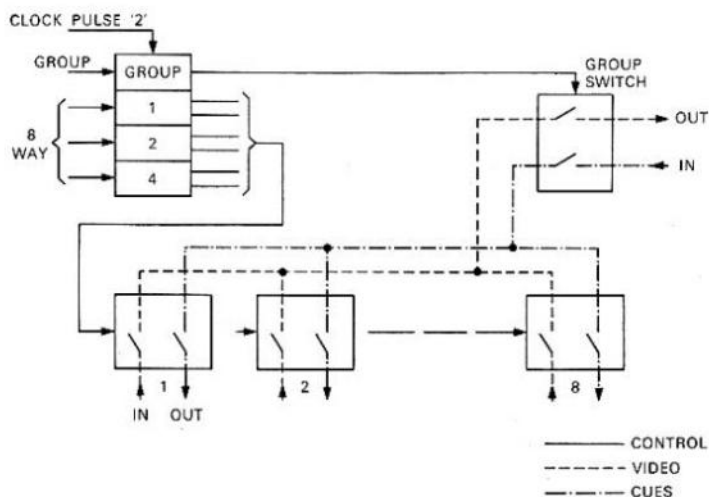 CLOCK PULSE '2'
GROUP
GROUP
GROUP
SWITCH
1
OUT
8
WAY
2
IN
4
1
2
8
IN OUT
CONTROL
VIDEO
CUES